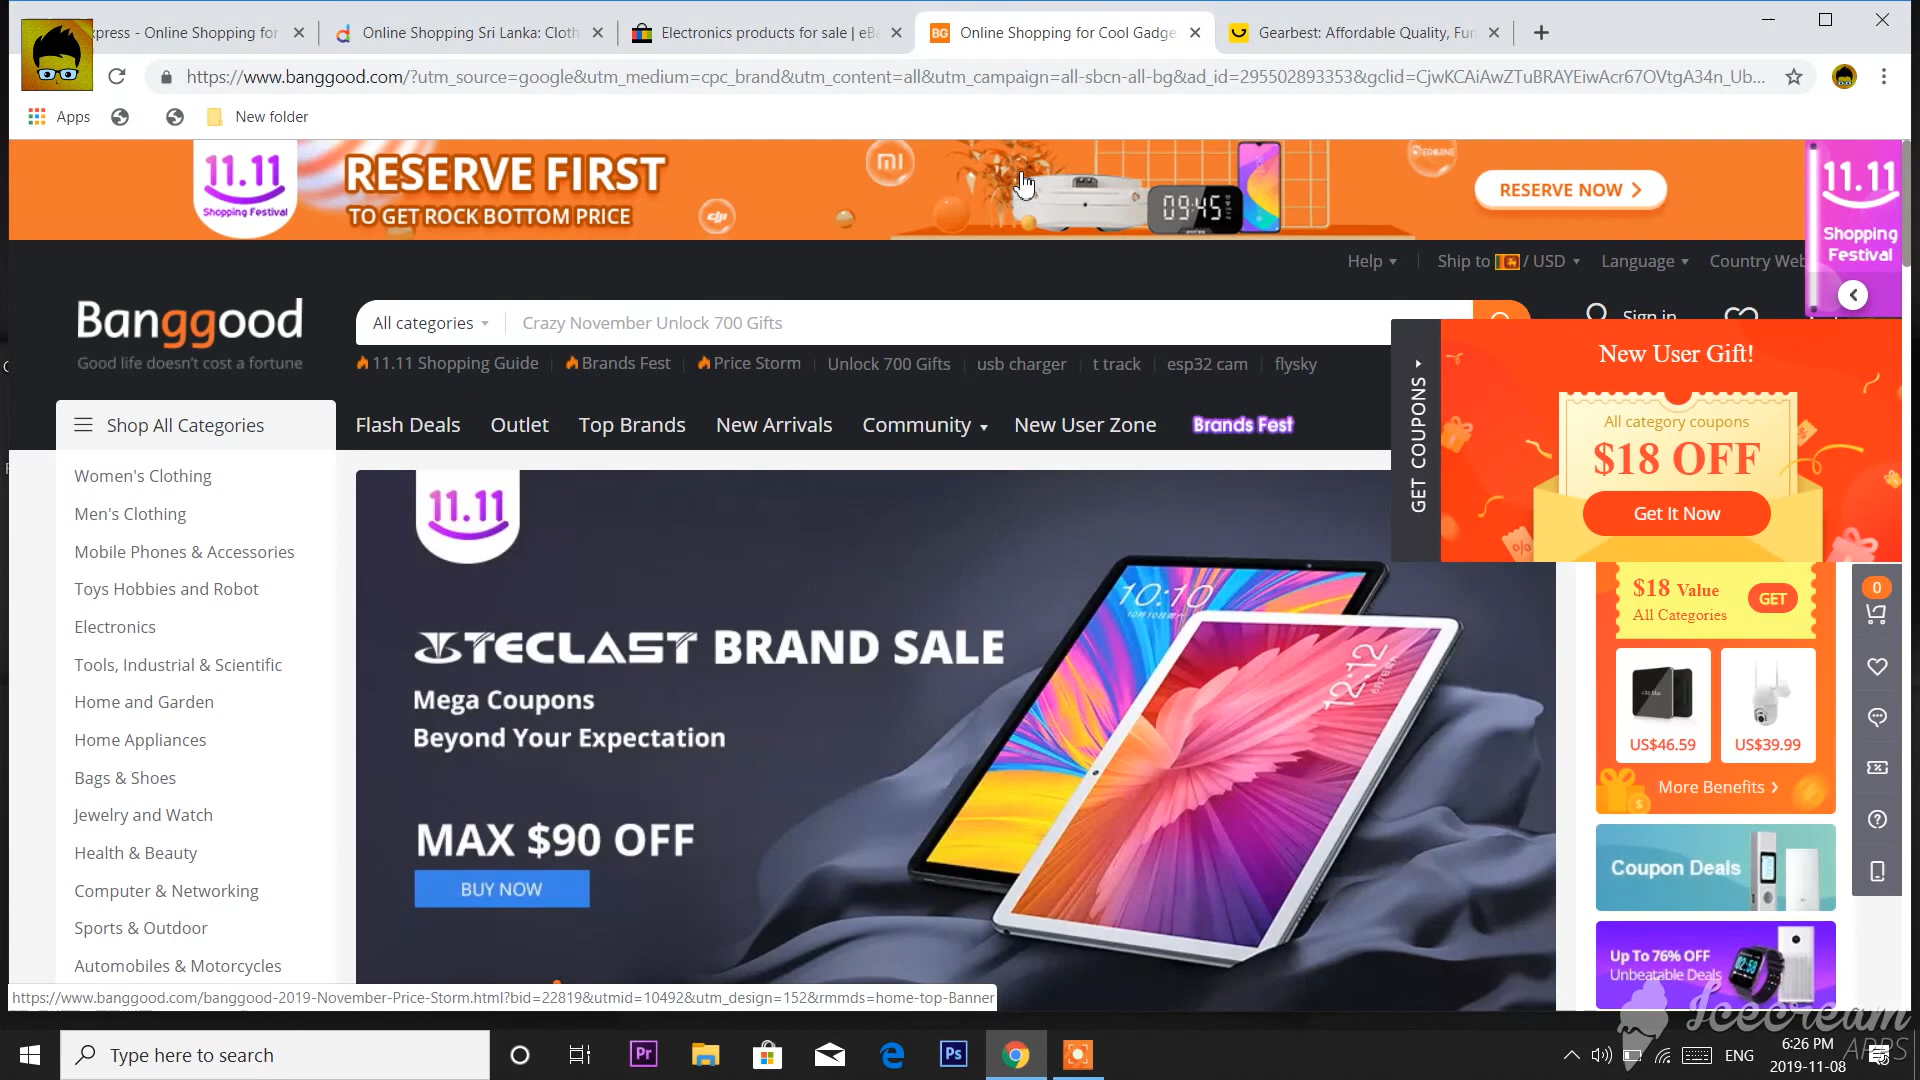 xpress - Online Shopping for
Online Shopping Sri Lanka: Cloth
Electronics products for sale | eBa
BG
Online Shopping for Cool Gadge
Gearbest: Affordable Quality, Fun
https://www.banggood.com/?utm_source=google&utm_medium=cpc_brand&utm_content=all&utm_campaign=all-sbcn-all-bg&ad_id=295502893353&gclid=CjwKCAiAwZTuBRAYEiwAcr67OVtgA34n_Ub...
Apps
New folder
11.11
Shopping Festival
RESERVE FIRST
TO GET ROCK BOTTOM PRICE
dji
mi
09:45
RESERVE NOW >
11.11
Shopping
Festival
Help
Ship to / USD
Language
Country Web
Banggood
Good life doesn't cost a fortune
All categories
Crazy November Unlock 700 Gifts
Sign in
11.11 Shopping Guide
Brands Fest
Price Storm
Unlock 700 Gifts
usb charger
t track
esp32 cam
flysky
GET COUPONS
New User Gift!
All category coupons
$18 OFF
Get It Now
Shop All Categories
Flash Deals
Outlet
Top Brands
New Arrivals
Community
New User Zone
Brands Fest
Women's Clothing
Men's Clothing
Mobile Phones & Accessories
Toys Hobbies and Robot
Electronics
Tools, Industrial & Scientific
Home and Garden
Home Appliances
Bags & Shoes
Jewelry and Watch
Health & Beauty
Computer & Networking
Sports & Outdoor
Automobiles & Motorcycles
11.11
TECLAST BRAND SALE
Mega Coupons
Beyond Your Expectation
MAX $90 OFF
BUY NOW
10:10
12:12
$18 Value
All Categories
GET
US$46.59
US$39.99
More Benefits >
0
Coupon Deals
Up To 76% OFF
Unbeatable Deals
https://www.banggood.com/banggood-2019-November-Price-Storm.html?bid=22819&utmid=10492&utm_design=152&rmmds=home-top-Banner
Icecream
APPS
Type here to search
Pr
Ps
ENG
6:26 PM
2019-11-08